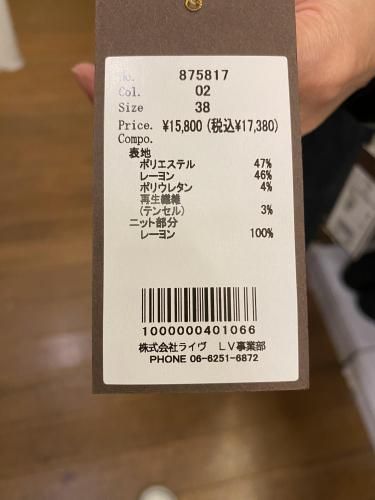 No. 875817
Col. 02
Size 38
Price. ¥15,800(税込¥17,380)
Compo.
表地
ポリエステル 47%
レーヨン 46%
ポリウレタン 4%
再生繊維
(テンセル) 3%
ニット部分
レーヨン 100%
1000000401066
株式会社ライヴ LV事業部
PHONE 06-6251-6872